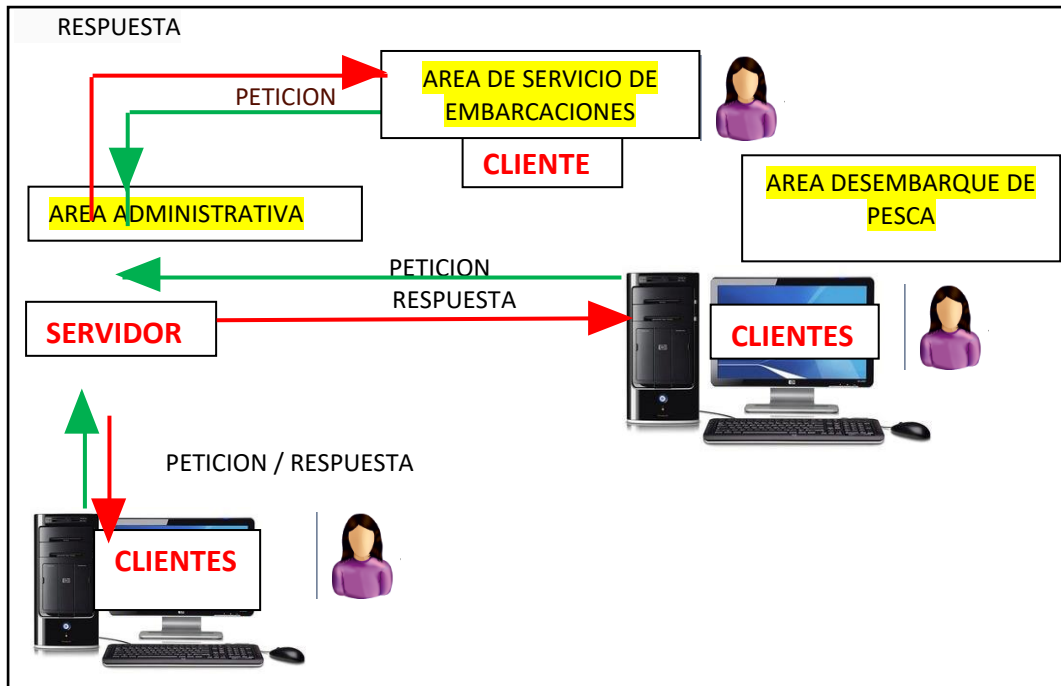 RESPUESTA
AREA DE SERVICIO DE
EMBARCACIONES
PETICION
CLIENTE
AREA DESEMBARQUE DE
PESCA
AREA ADMINISTRATIVA
PETICION
RESPUESTA
SERVIDOR
CLIENTES
PETICION / RESPUESTA
CLIENTES